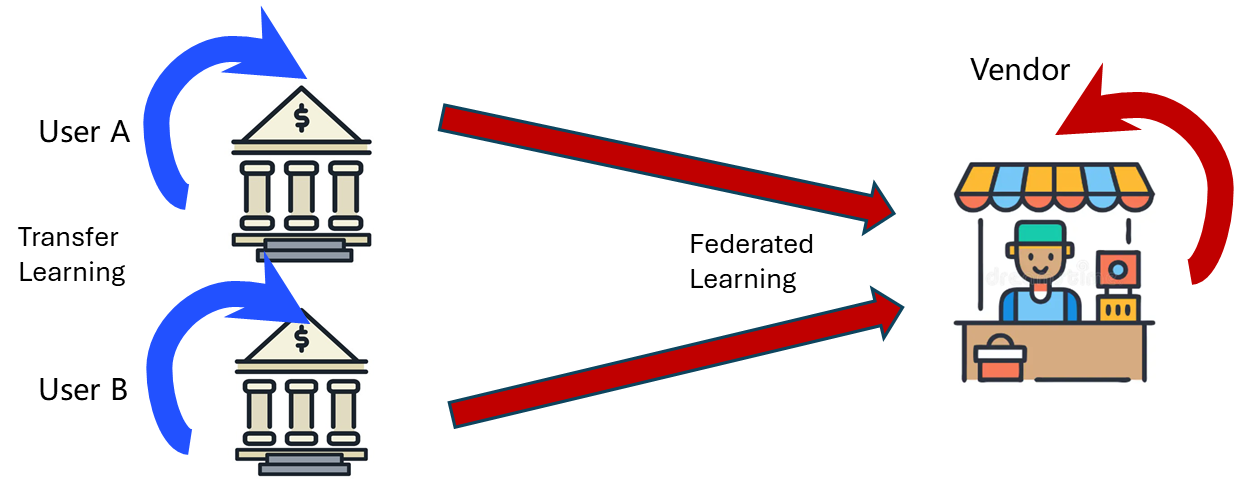 Vendor
User A
$
Transfer
Learning
Federated
Learning
User B
$